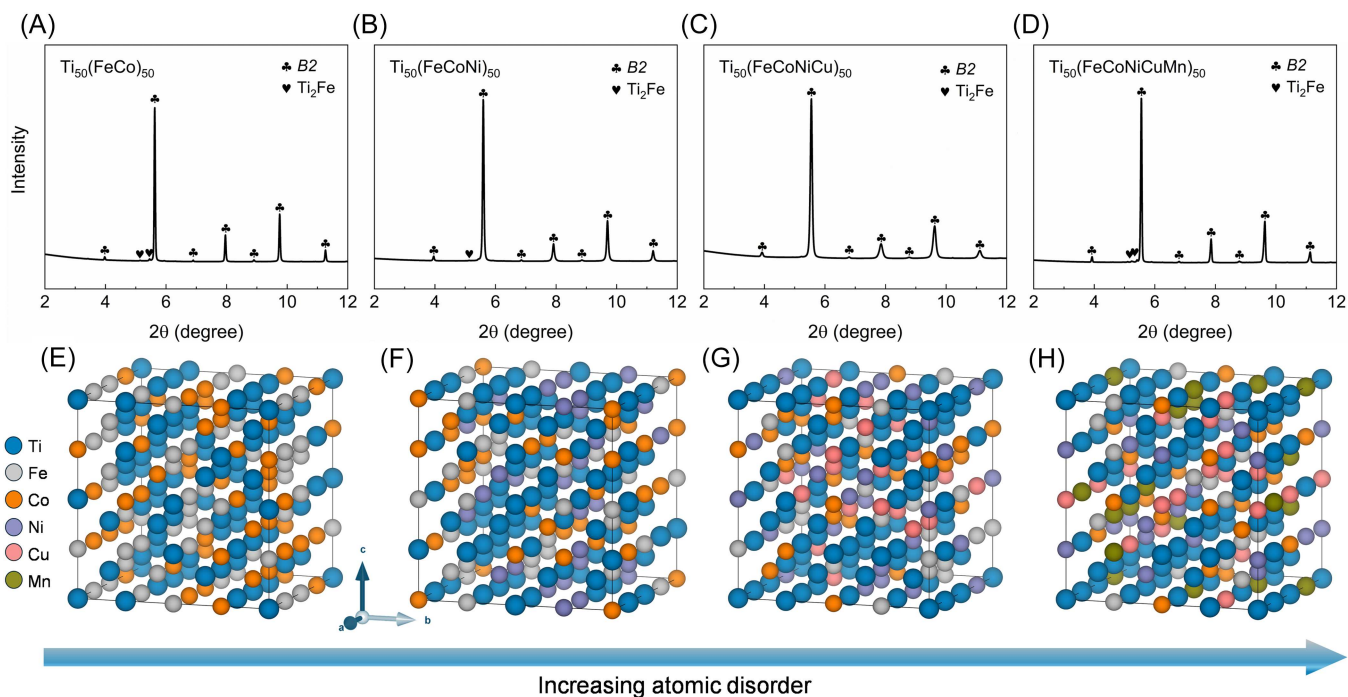 (A)
(B)
(C)
(D)
Ti50(FeCo)50
♣ B2
♥ Ti2Fe
Ti50(FeCoNi)50
♣ B2
♥ Ti2Fe
Ti50(FeCoNiCu)50
♣ B2
♥ Ti2Fe
Ti50(FeCoNiCuMn)50
♣ B2
♥ Ti2Fe
Intensity
2 4 6 8 10 12
2 4 6 8 10 12
2 4 6 8 10 12
2 4 6 8 10 12
2θ (degree)
2θ (degree)
2θ (degree)
2θ (degree)
(E)
(F)
(G)
(H)
Ti
Fe
Co
Ni
Cu
Mn
c
a
b
Increasing atomic disorder